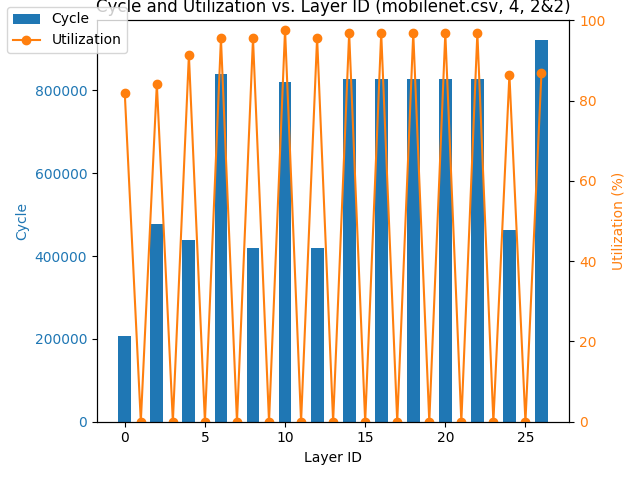 Cycle and Utilization vs. Layer ID (mobilenet.csv, 4, 2&2)
Cycle
Utilization
100
800000
80
600000
60
Cycle
Utilization (%)
400000
40
200000
20
0
0
0 5 10 15 20 25
Layer ID